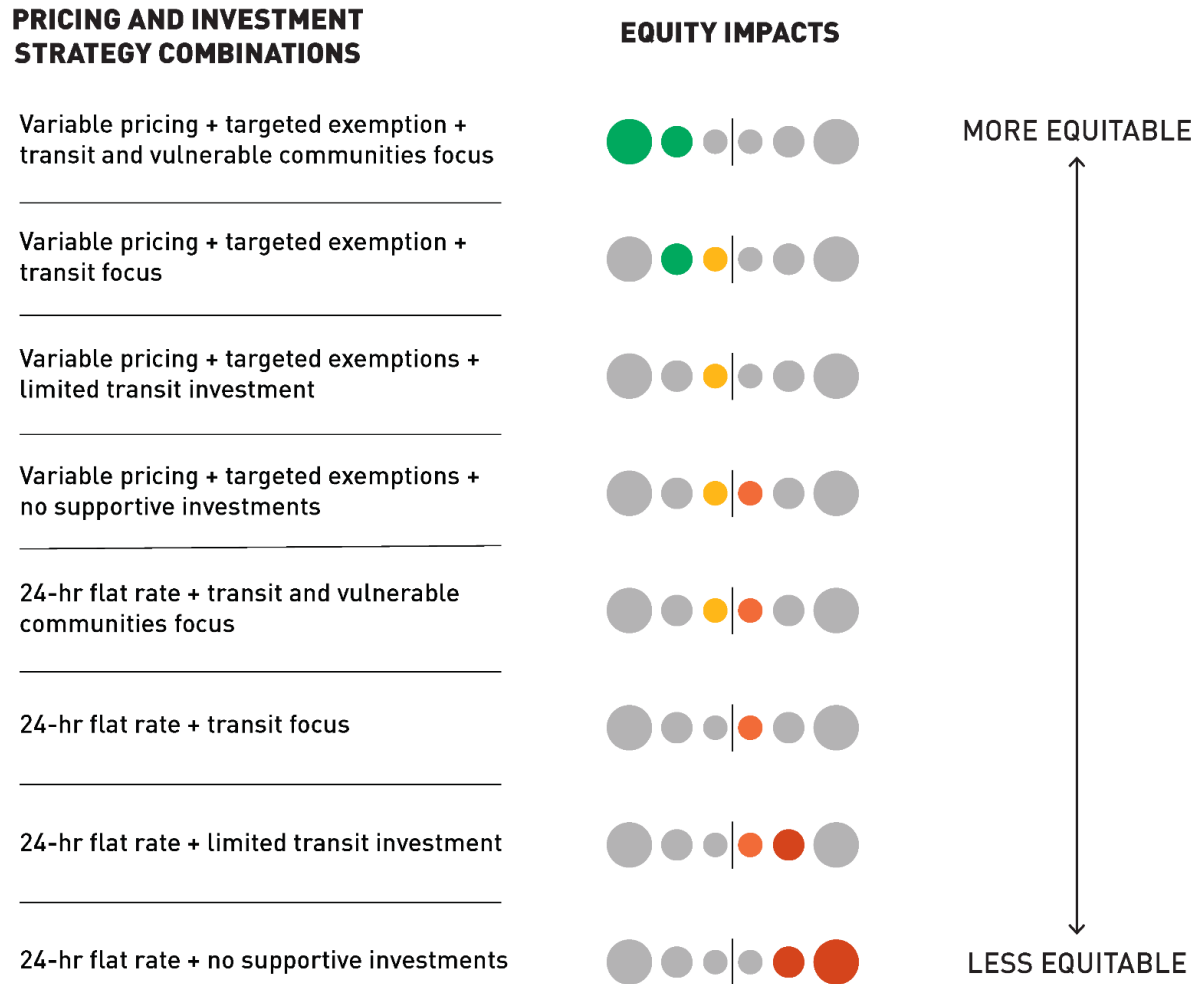 PRICING AND INVESTMENT
STRATEGY COMBINATIONS
EQUITY IMPACTS
Variable pricing + targeted exemption +
transit and vulnerable communities focus
MORE EQUITABLE
Variable pricing + targeted exemption +
transit focus
Variable pricing + targeted exemptions +
limited transit investment
Variable pricing + targeted exemptions +
no supportive investments
24-hr flat rate + transit and vulnerable
communities focus
24-hr flat rate + transit focus
24-hr flat rate + limited transit investment
24-hr flat rate + no supportive investments
LESS EQUITABLE